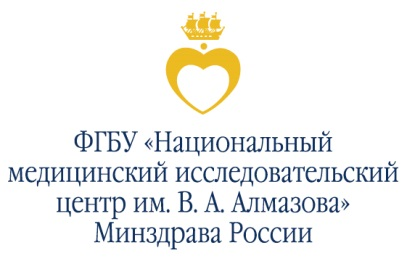 ФГБУ «Национальный
медицинский исследовательский
центр им. В. А. Алмазова»
Минздрава России